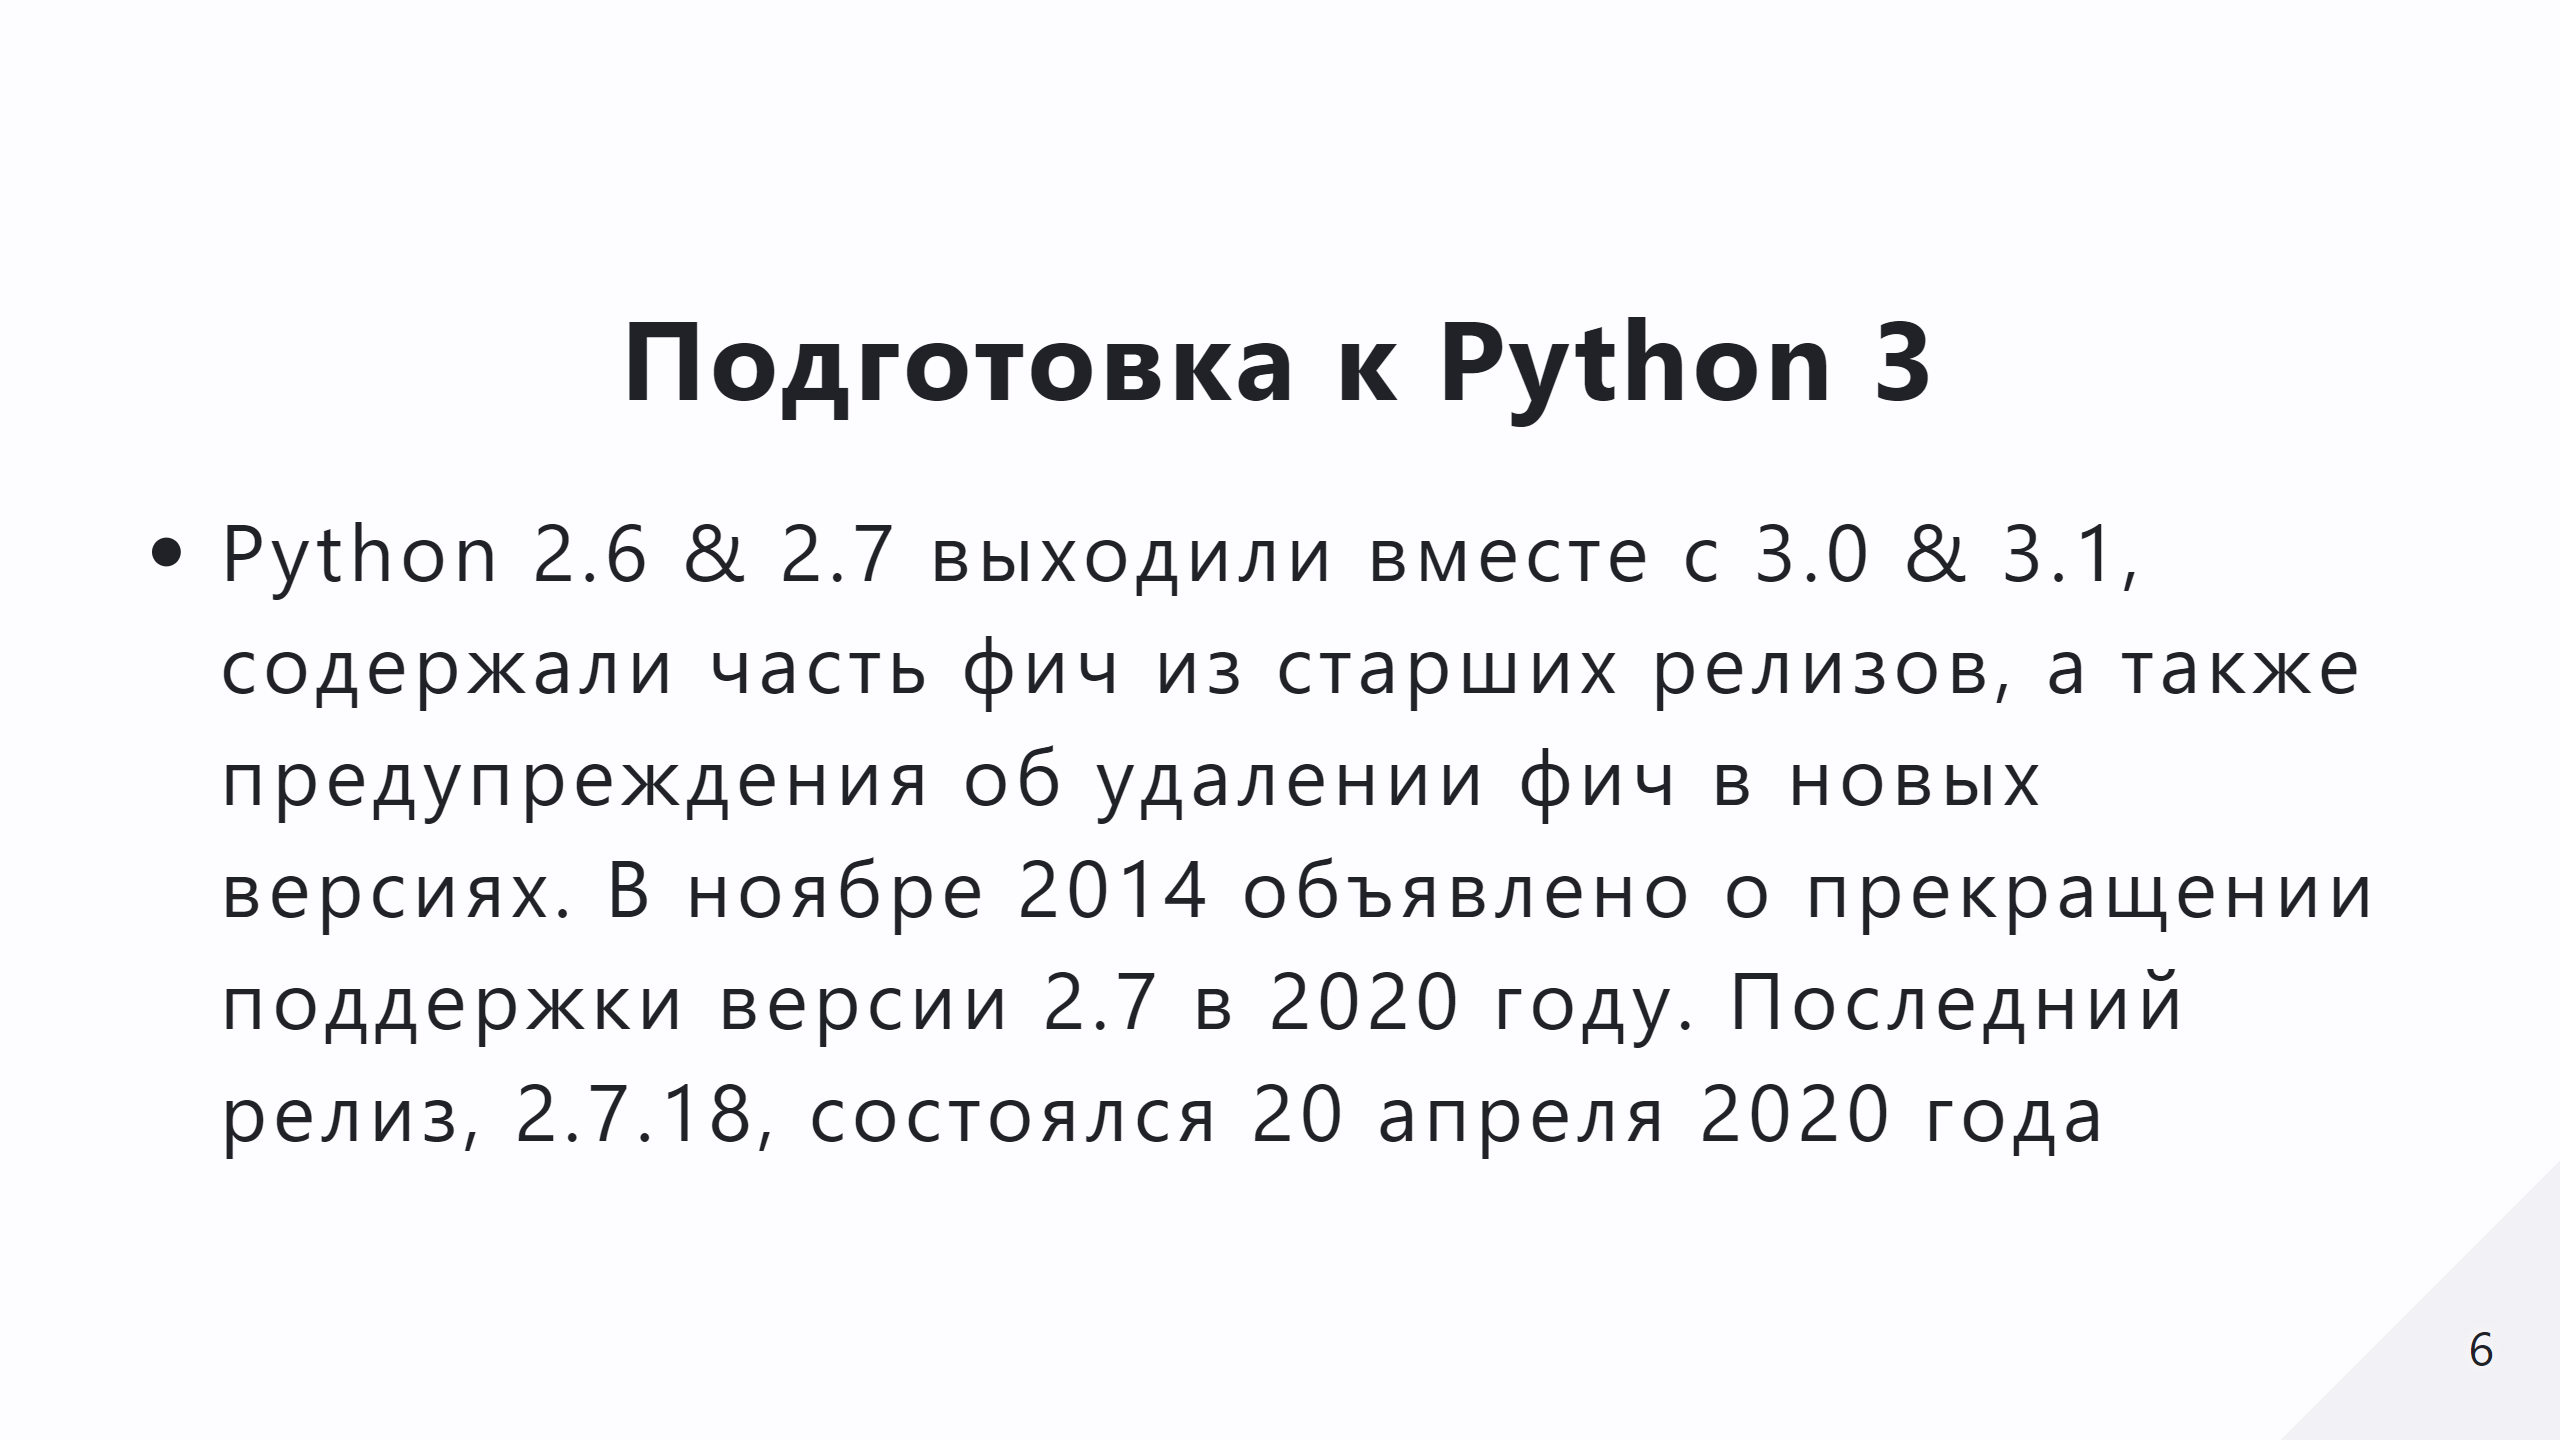 Подготовка к Python 3
• Python 2.6 & 2.7 выходили вместе с 3.0 & 3.1,
содержали часть фич из старших релизов, а также
предупреждения об удалении фич в новых
версиях. В ноябре 2014 объявлено о прекращении
поддержки версии 2.7 в 2020 году. Последний
релиз, 2.7.18, состоялся 20 апреля 2020 года
6